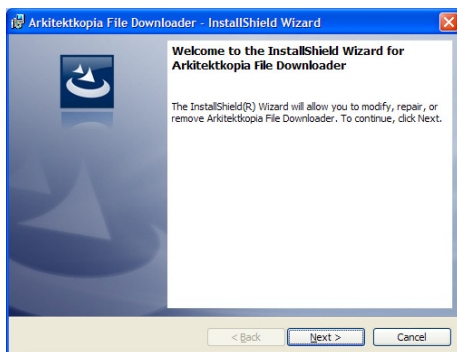 Arkitektkopia File Downloader - InstallShield Wizard
Welcome to the InstallShield Wizard for
Arkitektkopia File Downloader
The InstallShield(R) Wizard will allow you to modify, repair, or
remove Arkitektkopia File Downloader. To continue, click Next.
< Back Next > Cancel